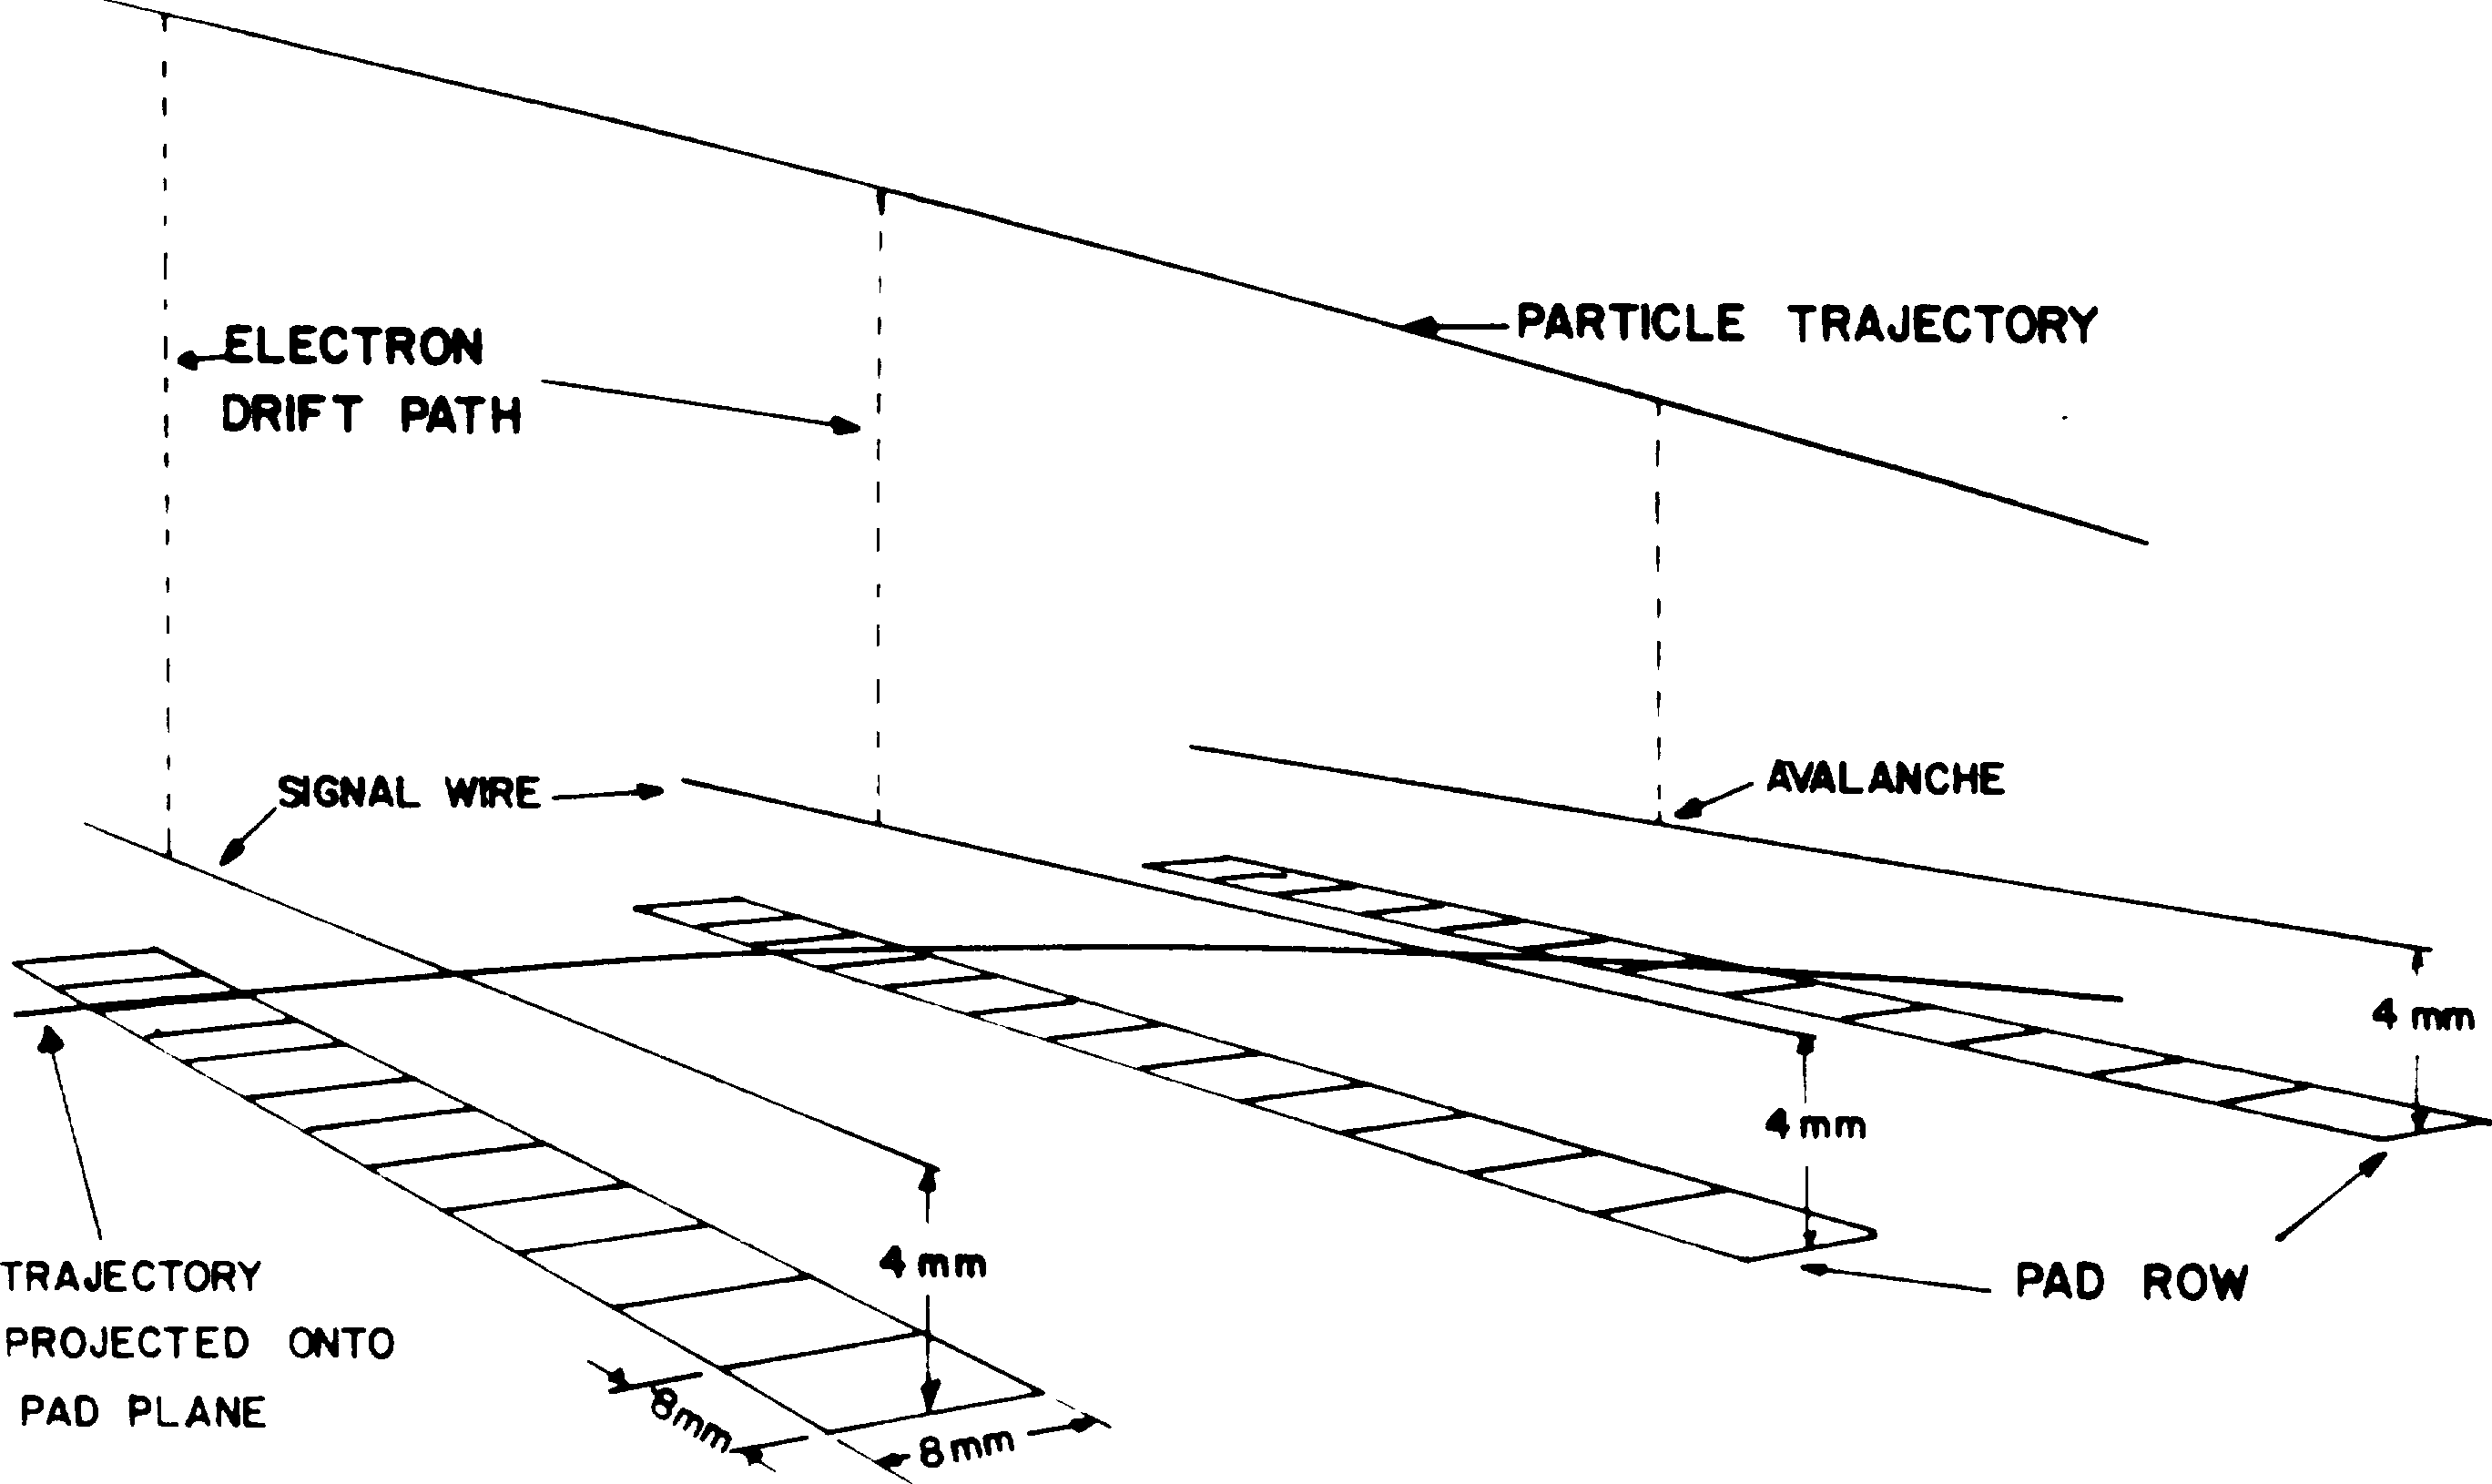 PARTICLE TRAJECTORY
ELECTRON
DRIFT PATH
SIGNAL WIRE
AVALANCHE
4 mm
4 mm
4 mm
TRAJECTORY
PROJECTED ONTO
PAD PLANE
PAD ROW
8mm
8mm